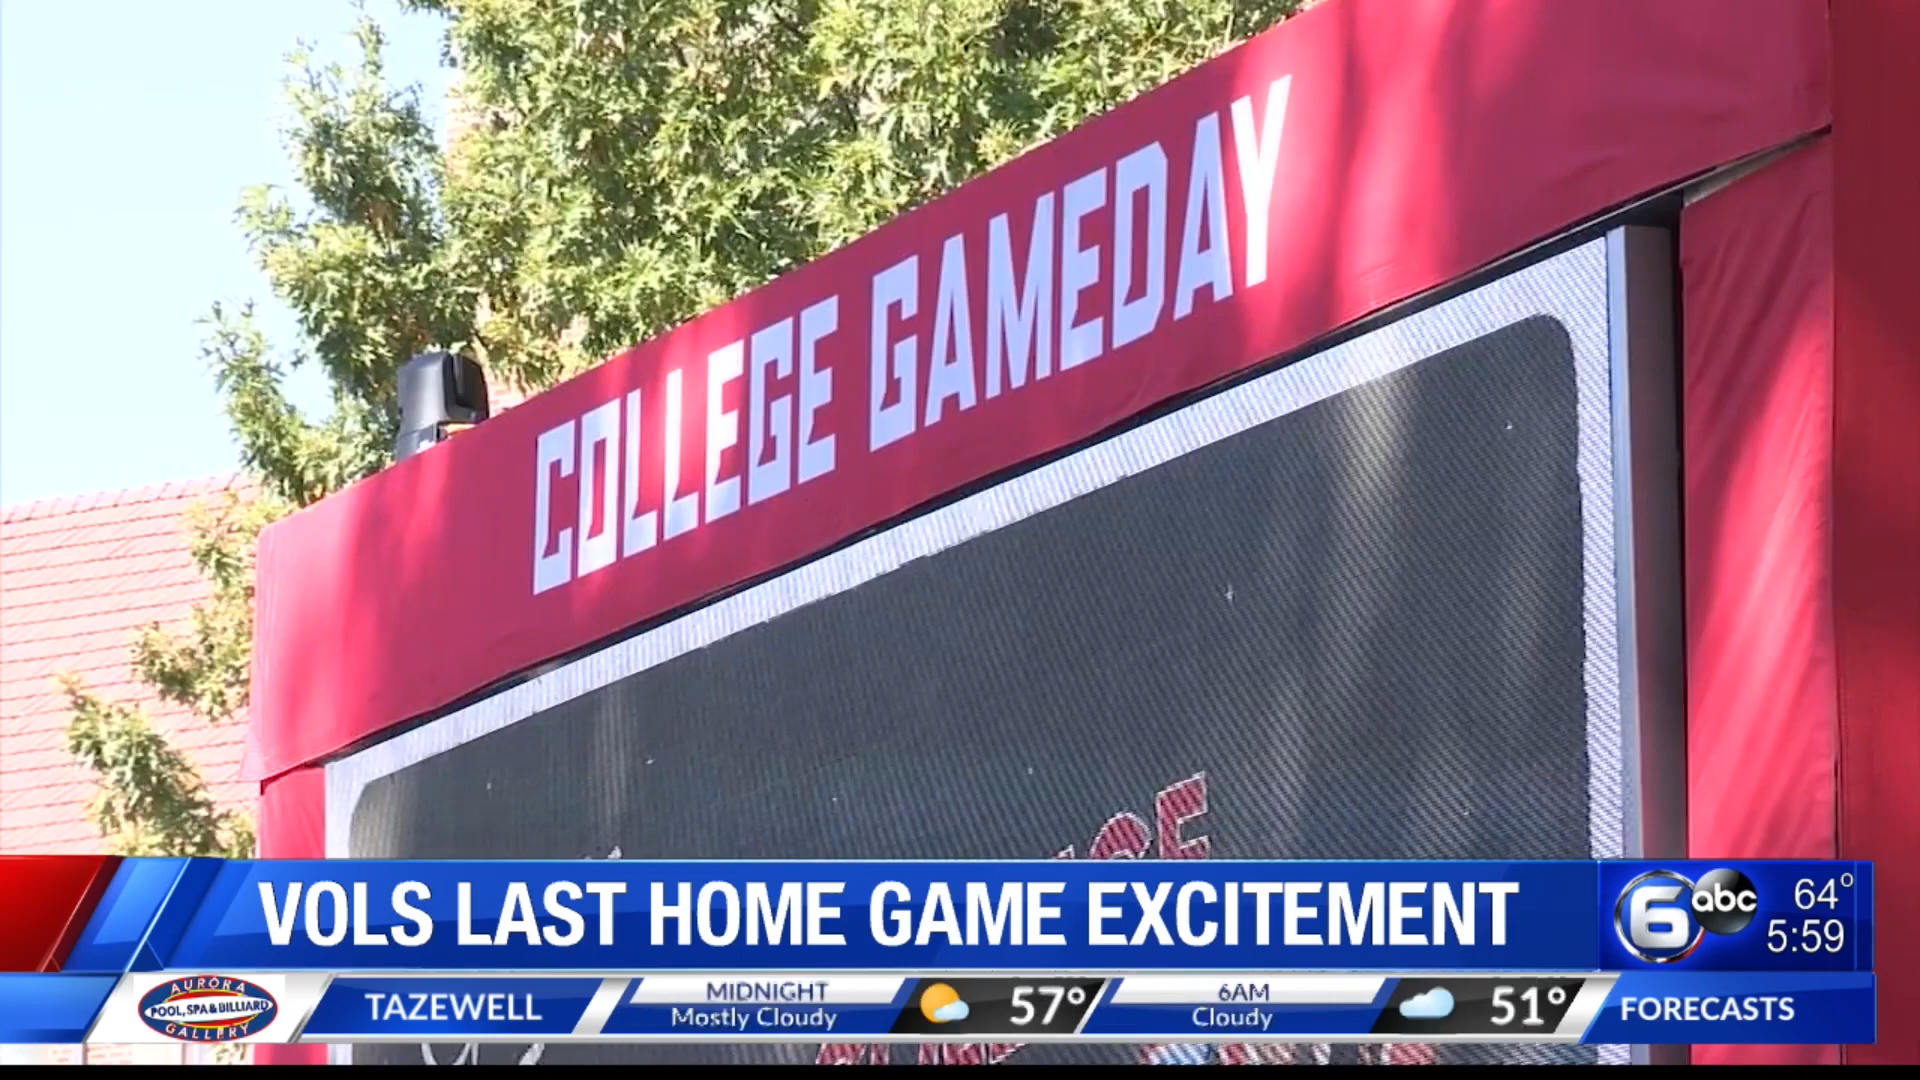 COLLEGE GAMEDAY
VOLS LAST HOME GAME EXCITEMENT
6 abc
64°
5:59
AURORA
POOL, SPA & BILLIARD
GALLERY
TAZEWELL
MIDNIGHT
Mostly Cloudy
57°
6AM
Cloudy
51°
FORECASTS